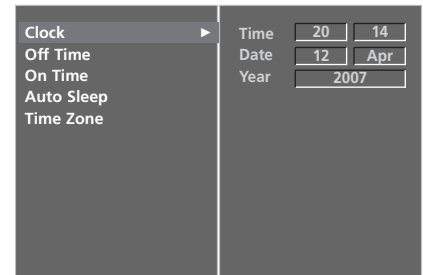 Clock ►
Off Time
On Time
Auto Sleep
Time Zone
Time 20 14
Date 12 Apr
Year 2007